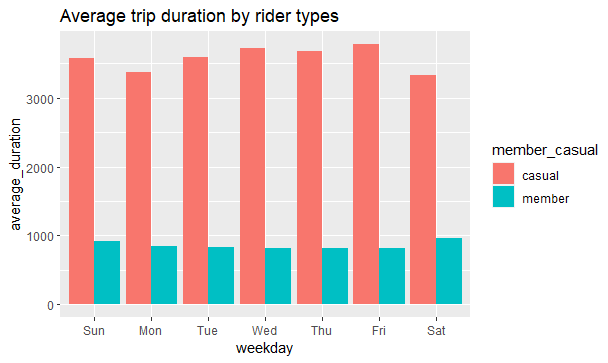 Average trip duration by rider types
average_duration
3000
2000
1000
0
Sun Mon Tue Wed Thu Fri Sat
weekday
member_casual
casual
member